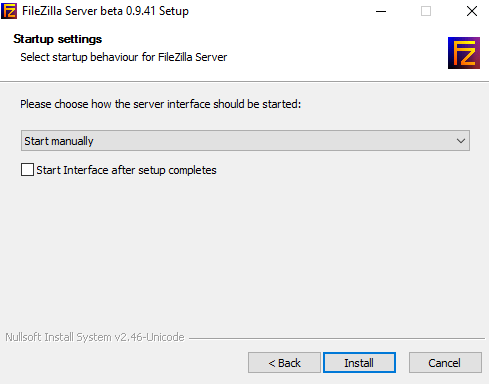 FileZilla Server beta 0.9.41 Setup
Startup settings
Select startup behaviour for FileZilla Server
Please choose how the server interface should be started:
Start manually
Start Interface after setup completes
Nullsoft Install System v2.46-Unicode
< Back Install Cancel